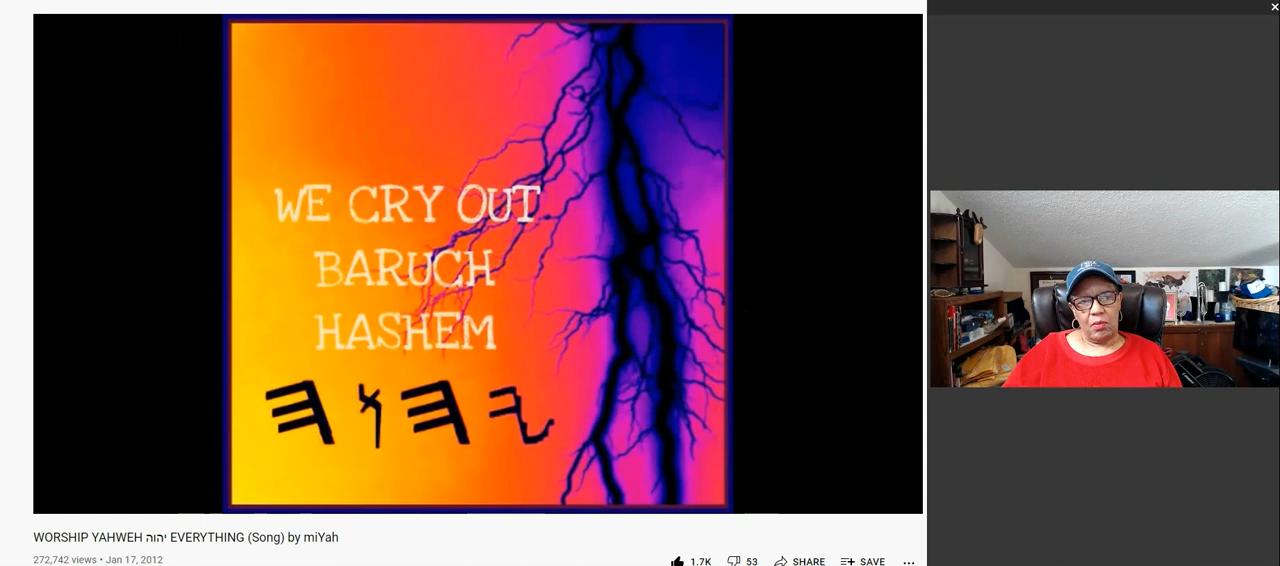 WE CRY OUT
BARUCH
HASHEM
𐤉𐤄𐤅𐤄
WORSHIP YAHWEH יהוה EVERYTHING (Song) by miYah
272,742 views • Jan 17, 2012
1.7K 53 SHARE SAVE